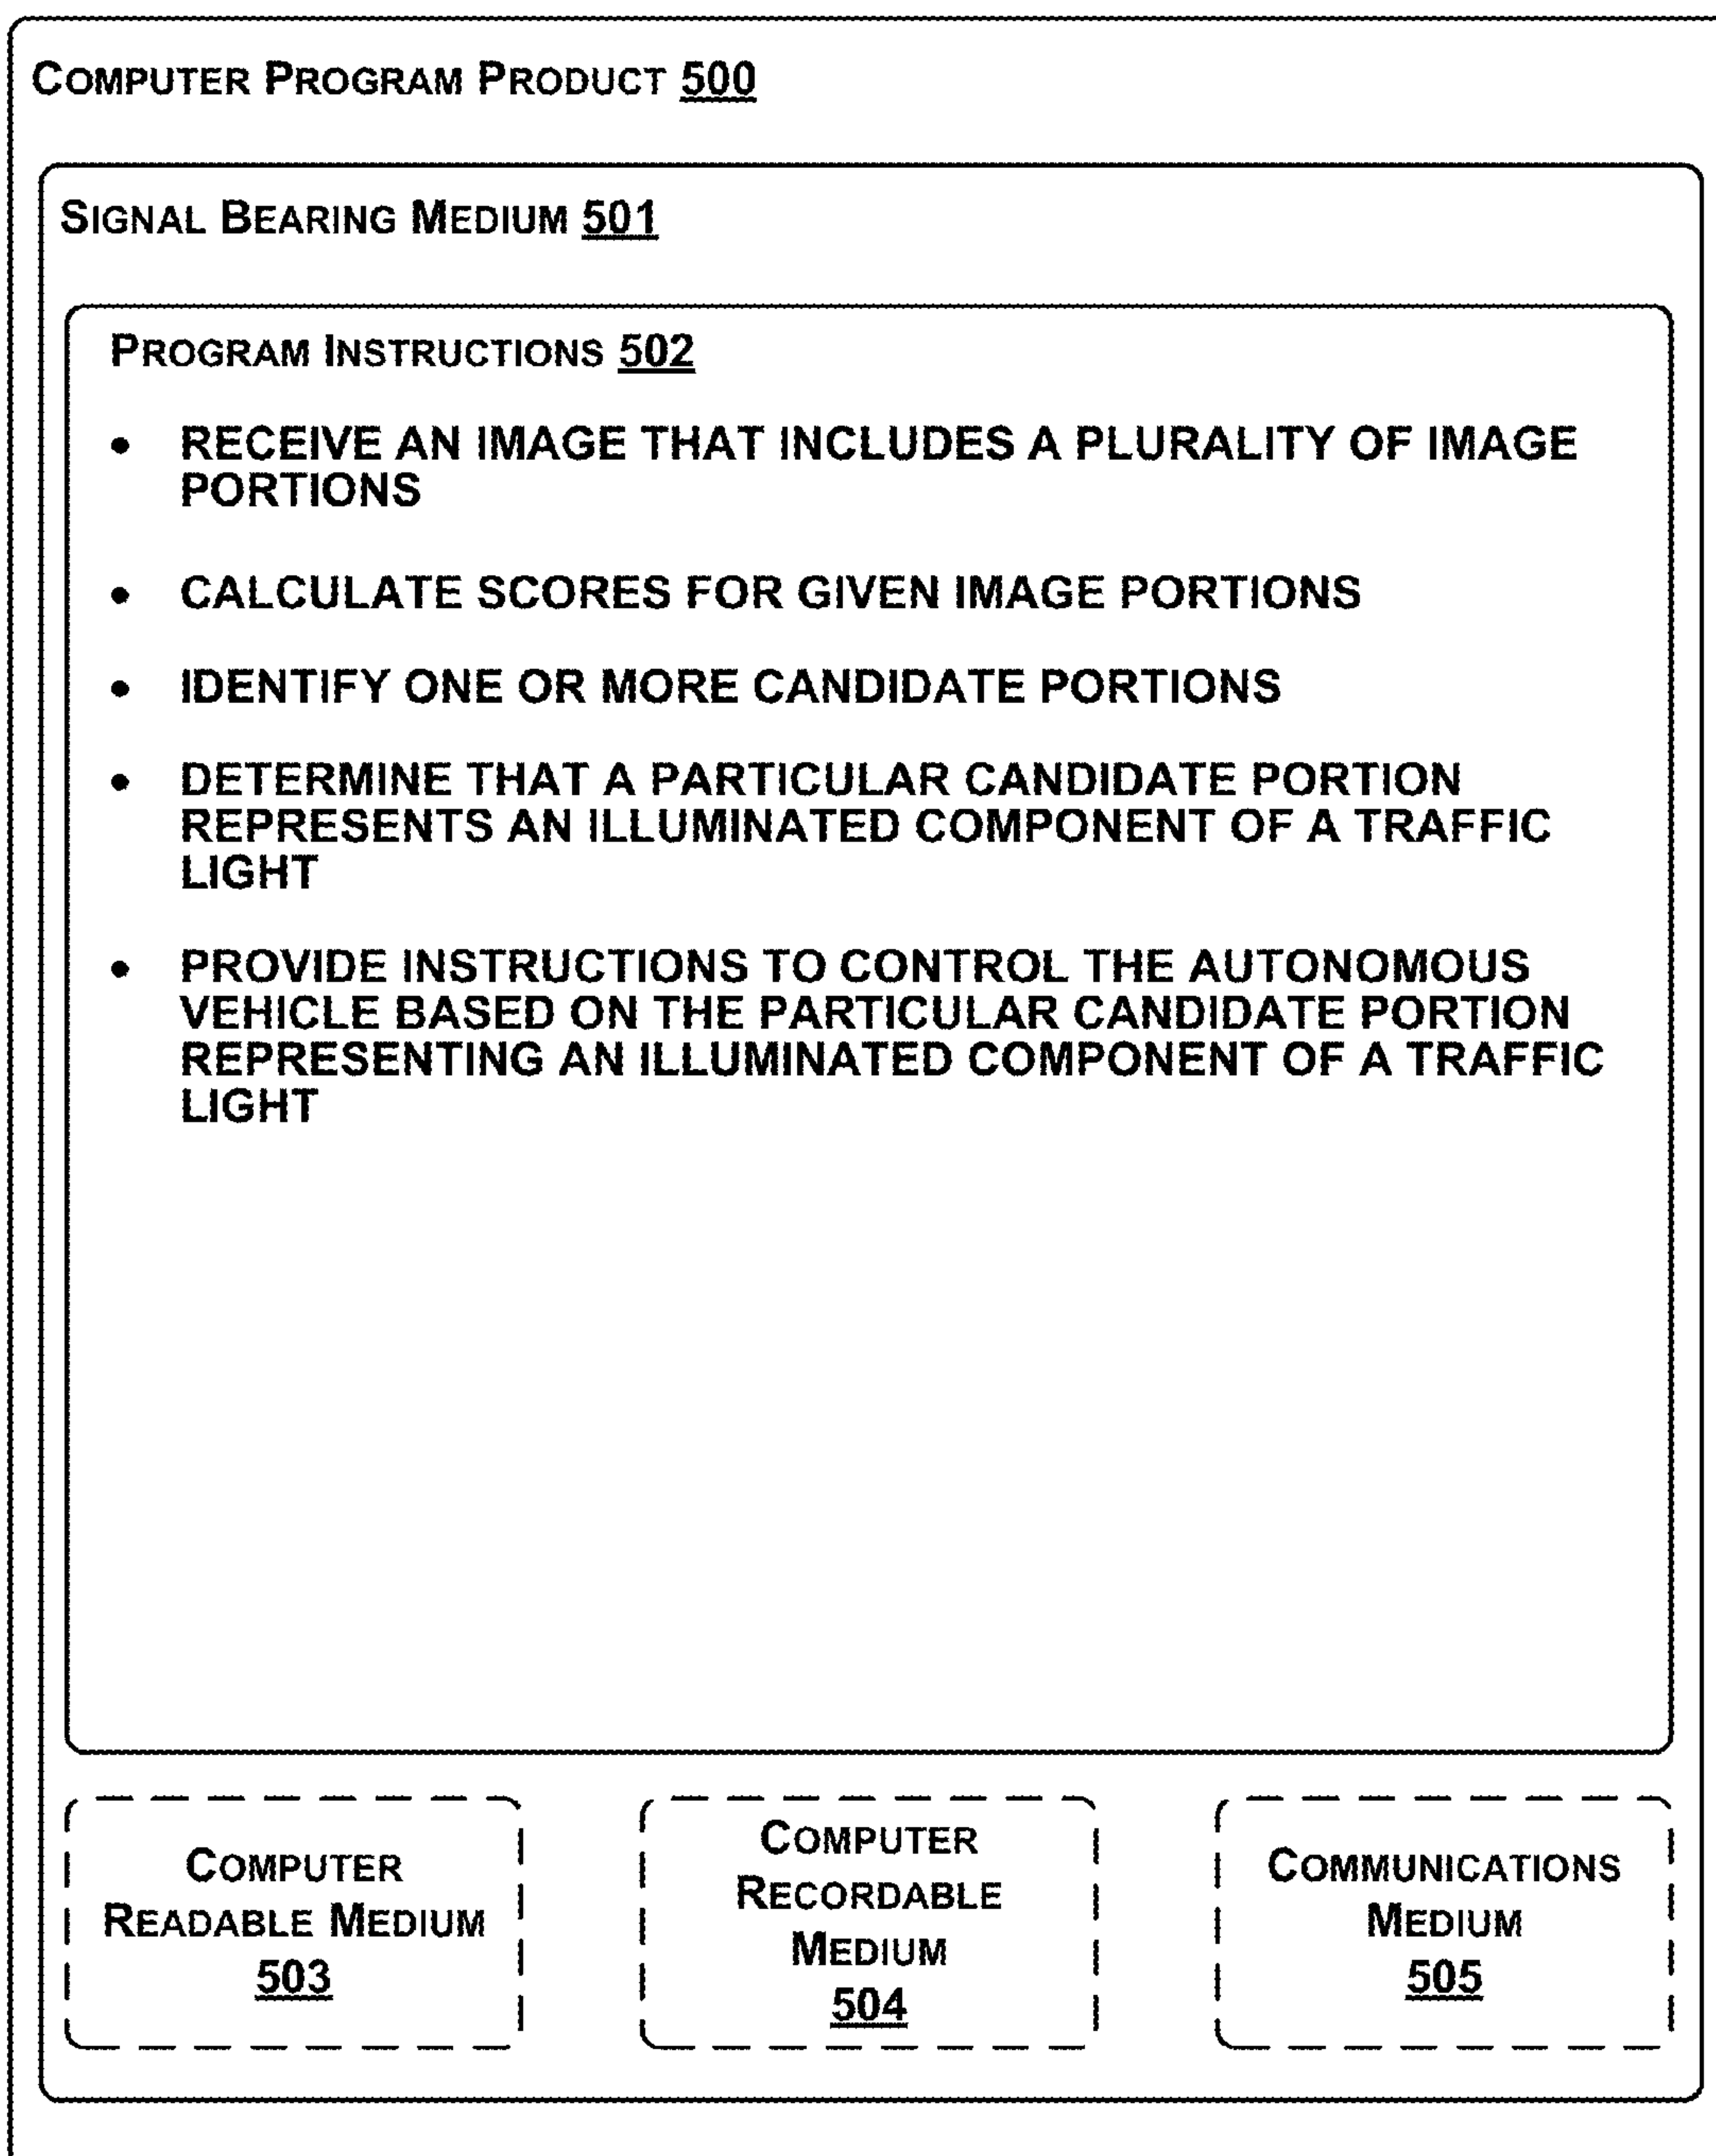 COMPUTER PROGRAM PRODUCT 500
SIGNAL BEARING MEDIUM 501
PROGRAM INSTRUCTIONS 502
• RECEIVE AN IMAGE THAT INCLUDES A PLURALITY OF IMAGE
PORTIONS
• CALCULATE SCORES FOR GIVEN IMAGE PORTIONS
• IDENTIFY ONE OR MORE CANDIDATE PORTIONS
• DETERMINE THAT A PARTICULAR CANDIDATE PORTION
REPRESENTS AN ILLUMINATED COMPONENT OF A TRAFFIC
LIGHT
• PROVIDE INSTRUCTIONS TO CONTROL THE AUTONOMOUS
VEHICLE BASED ON THE PARTICULAR CANDIDATE PORTION
REPRESENTING AN ILLUMINATED COMPONENT OF A TRAFFIC
LIGHT
COMPUTER
READABLE MEDIUM
503
COMPUTER
RECORDABLE
MEDIUM
504
COMMUNICATIONS
MEDIUM
505